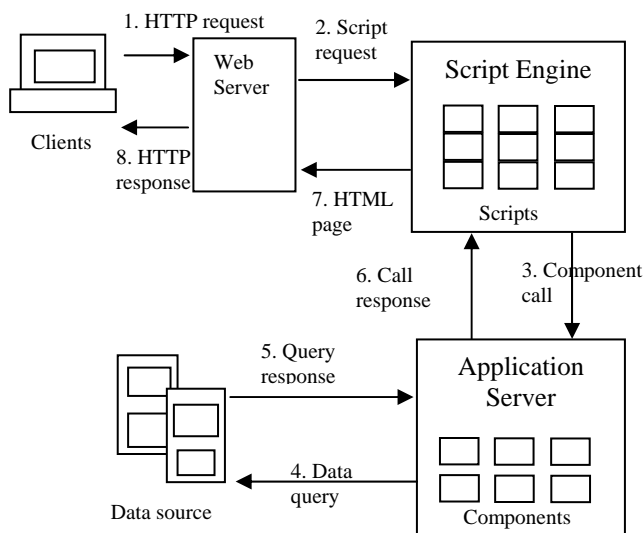 1. HTTP request
2. Script
request
Web
Server
Script Engine
Clients
8. HTTP
response
7. HTML
page
Scripts
6. Call
response
3. Component
call
5. Query
response
Application
Server
4. Data
query
Data source
Components